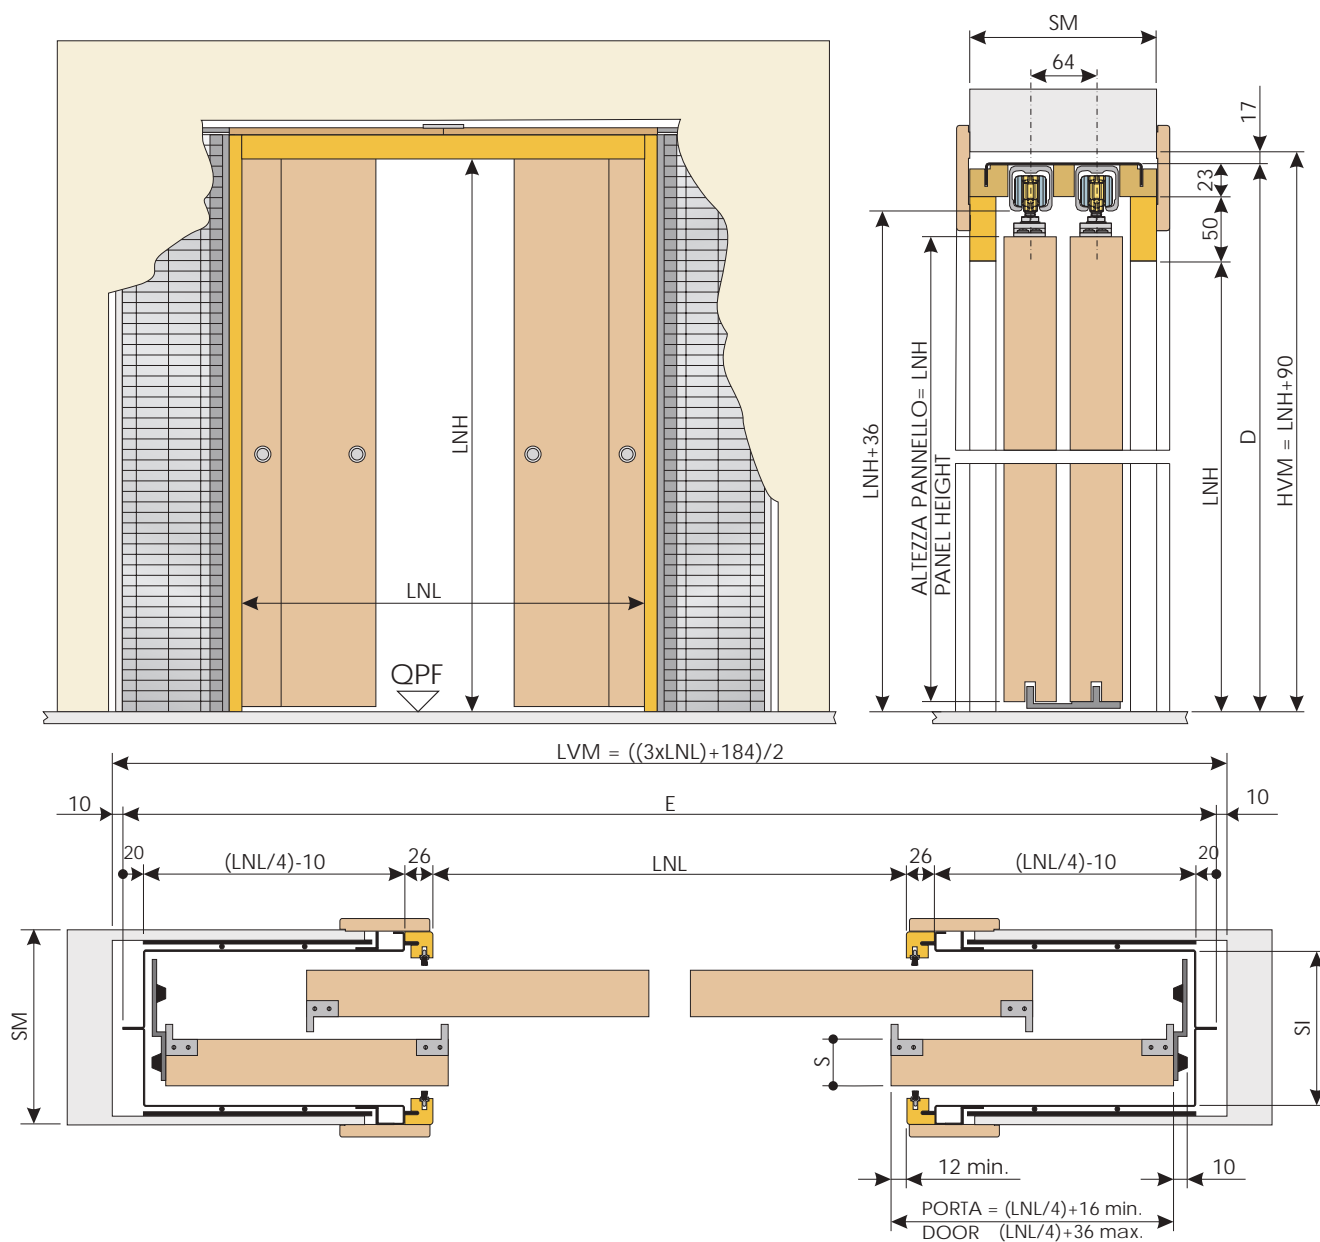 SM
64
17
23
50
LNH
LNL
QPF
LNH+36
ALTEZZA PANNELLO= LNH
PANEL HEIGHT
LNH
D
HVM = LNH+90
LVM = ((3xLNL)+184)/2
10
E
10
20
(LNL/4)-10
26
LNL
26
(LNL/4)-10
20
SM
S
SI
12 min.
10
PORTA = (LNL/4)+16 min.
DOOR (LNL/4)+36 max.